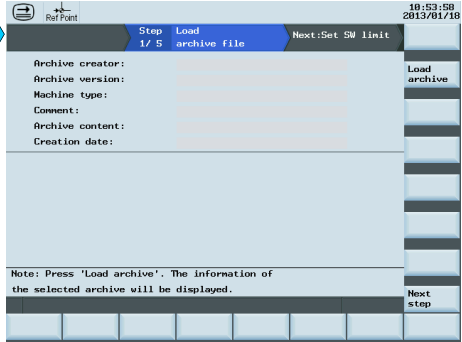 Ref Point
10:53:58
2013/01/18
Step
1/ 5
Load
archive file
Next:Set SW limit
Load
archive
Archive creator:
Archive version:
Machine type:
Comment:
Archive content:
Creation date:
Note: Press 'Load archive'. The information of
the selected archive will be displayed.
Next
step